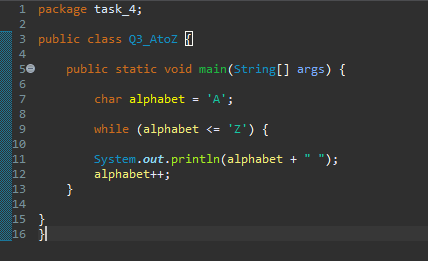 1 package task_4;
2
3 public class Q3_AtoZ {
4
5 public static void main(String[] args) {
6
7 char alphabet = 'A';
8
9 while (alphabet <= 'Z') {
10
11 System.out.println(alphabet + " ");
12 alphabet++;
13 }
14
15 }
16 }